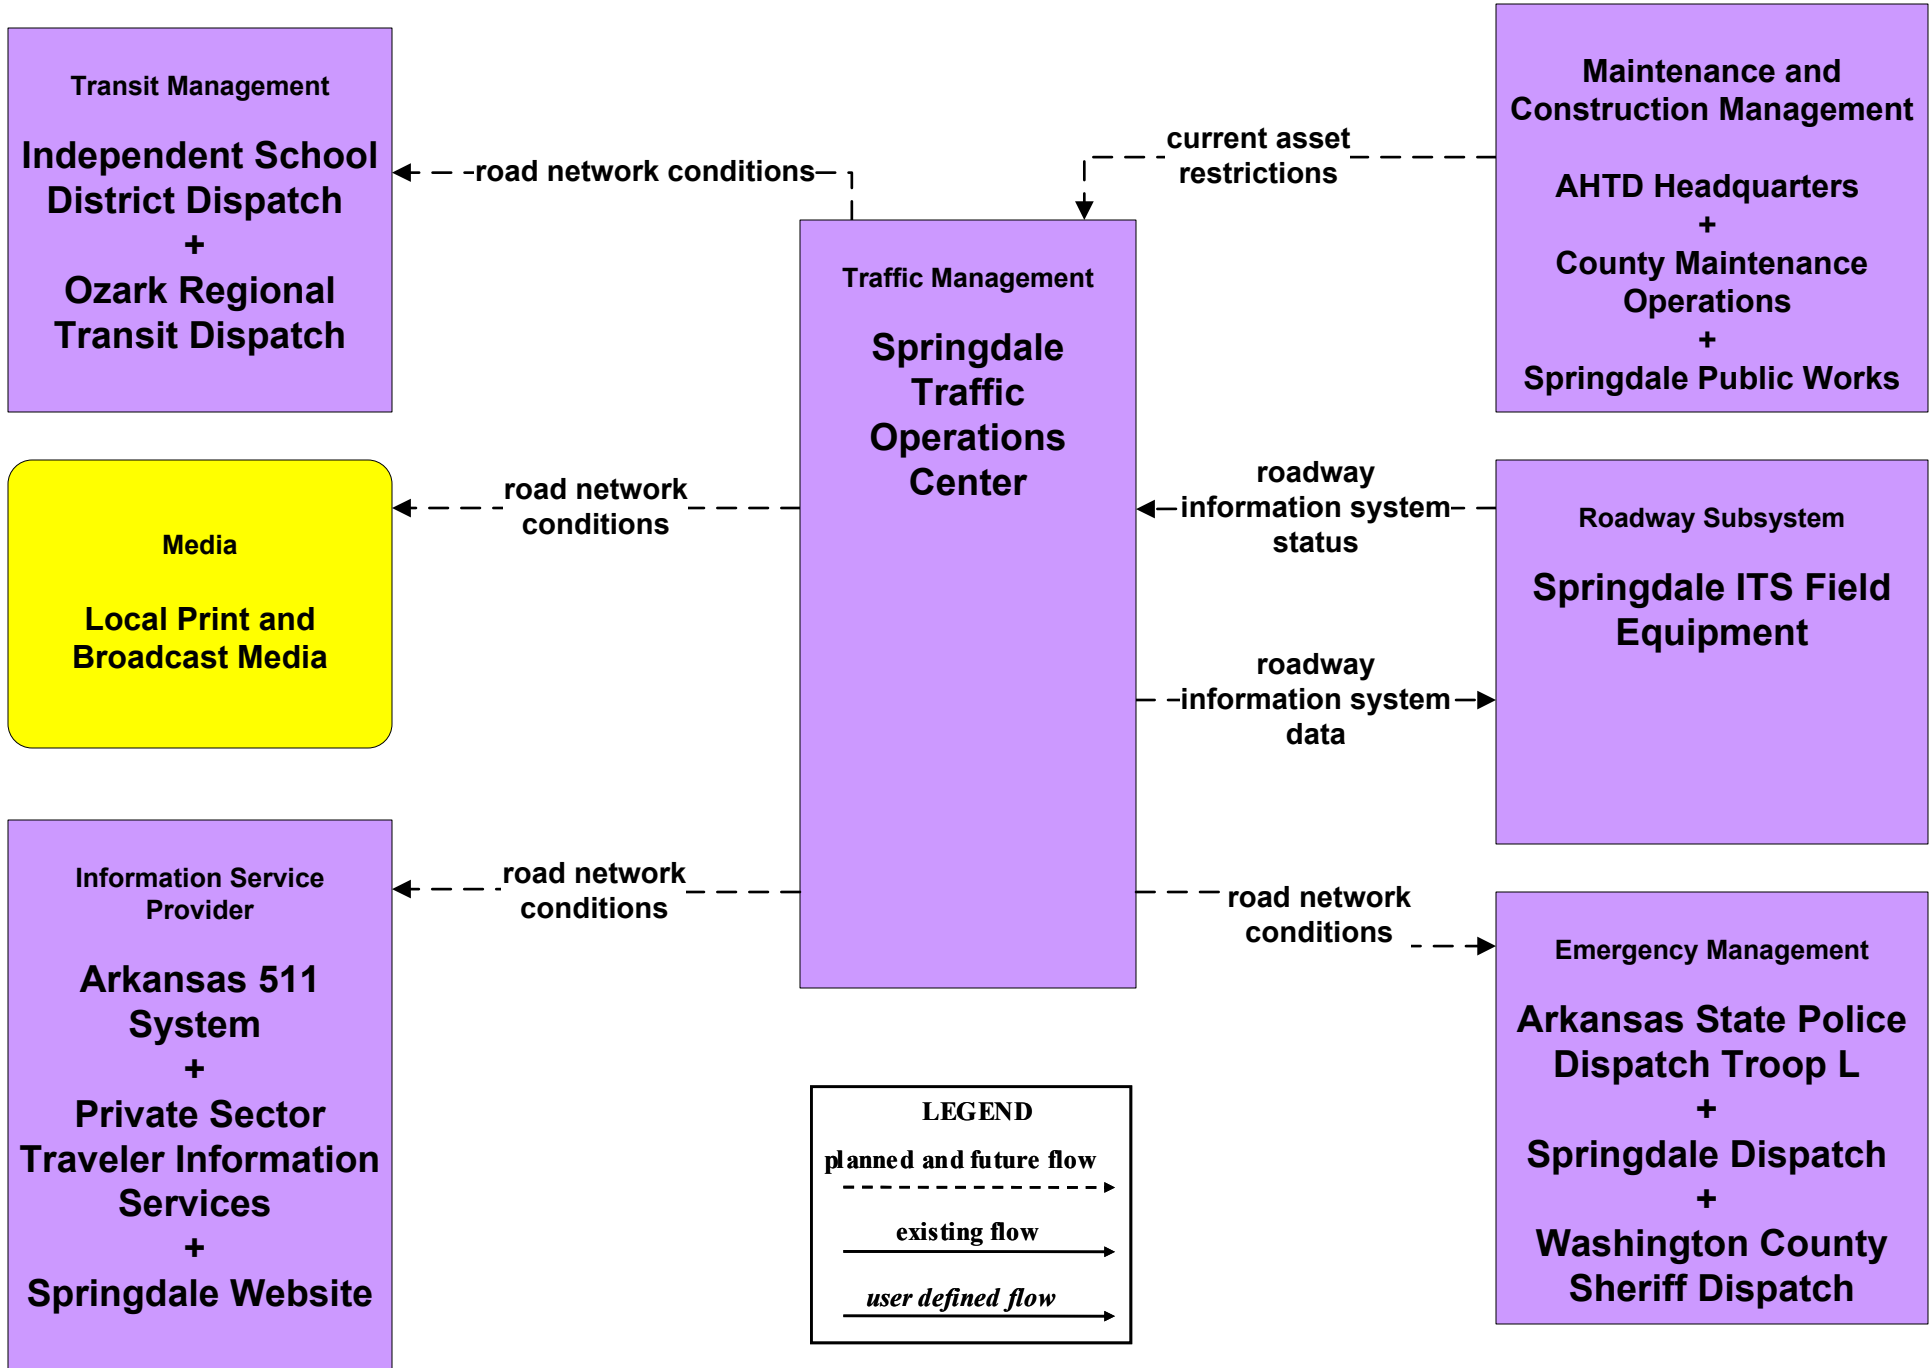 Transit Management
Independent School
District Dispatch
+
Ozark Regional
Transit Dispatch
road network conditions
current asset
restrictions
Maintenance and
Construction Management
AHTD Headquarters
+
County Maintenance
Operations
+
Springdale Public Works
Traffic Management
Springdale
Traffic
Operations
Center
Media
Local Print and
Broadcast Media
road network
conditions
roadway
information system
status
roadway
information system
data
Roadway Subsystem
Springdale ITS Field
Equipment
Information Service
Provider
Arkansas 511
System
+
Private Sector
Traveler Information
Services
+
Springdale Website
road network
conditions
road network
conditions
Emergency Management
Arkansas State Police
Dispatch Troop L
+
Springdale Dispatch
+
Washington County
Sheriff Dispatch
LEGEND
planned and future flow
existing flow
user defined flow